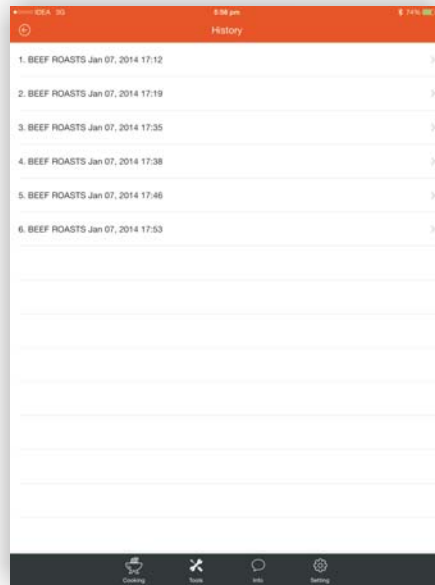 IDEA 3G 5:58 pm 74%
History
1. BEEF ROASTS Jan 07, 2014 17:12
2. BEEF ROASTS Jan 07, 2014 17:19
3. BEEF ROASTS Jan 07, 2014 17:35
4. BEEF ROASTS Jan 07, 2014 17:38
5. BEEF ROASTS Jan 07, 2014 17:46
6. BEEF ROASTS Jan 07, 2014 17:53
Cooking Tools Info Setting